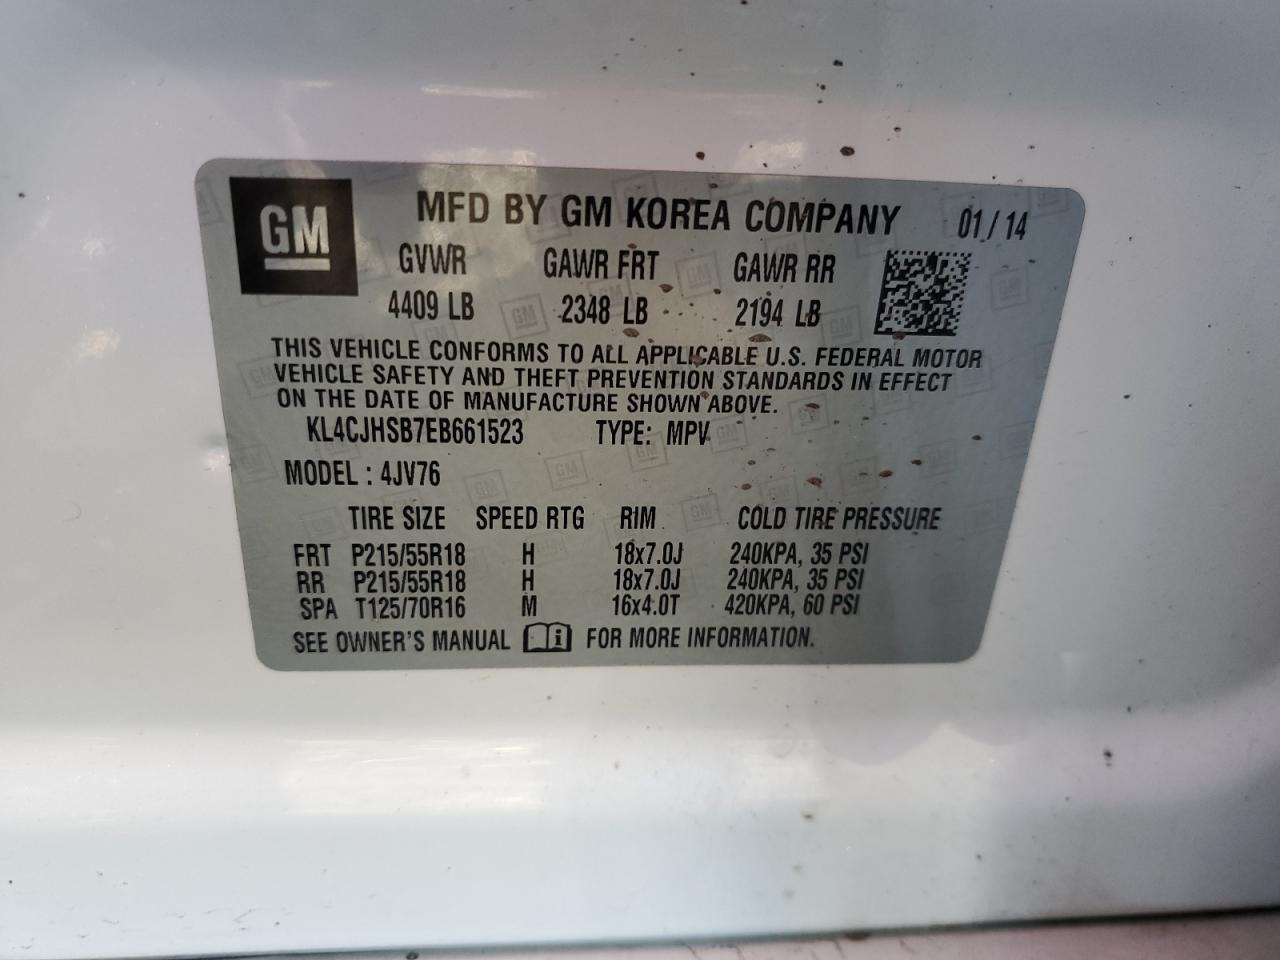 GM
MFD BY GM KOREA COMPANY 01/14
GVWR GAWR FRT GAWR RR
4409 LB 2348 LB 2194 LB
THIS VEHICLE CONFORMS TO ALL APPLICABLE U.S. FEDERAL MOTOR
VEHICLE SAFETY AND THEFT PREVENTION STANDARDS IN EFFECT
ON THE DATE OF MANUFACTURE SHOWN ABOVE.
KL4CJHSB7EB661523 TYPE: MPV
MODEL : 4JV76
TIRE SIZE SPEED RTG RIM COLD TIRE PRESSURE
FRT P215/55R18 H 18x7.0J 240KPA, 35 PSI
RR P215/55R18 H 18x7.0J 240KPA, 35 PSI
SPA T125/70R16 M 16x4.0T 420KPA, 60 PSI
SEE OWNER'S MANUAL i FOR MORE INFORMATION.